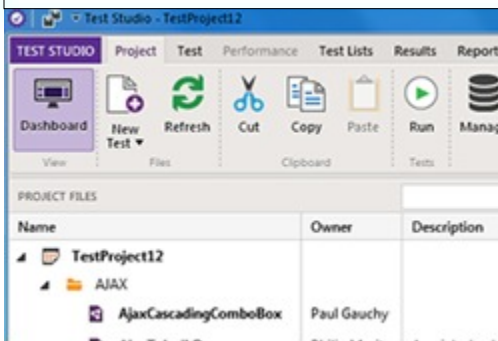 Test Studio - TestProject12
TEST STUDIO Project Test Performance Test Lists Results Report
Dashboard New Test Refresh Cut Copy Paste Run Manag
View Files Clipboard Tests
PROJECT FILES
Name Owner Description
TestProject12
AJAX
AjaxCascadingComboBox Paul Gauchy